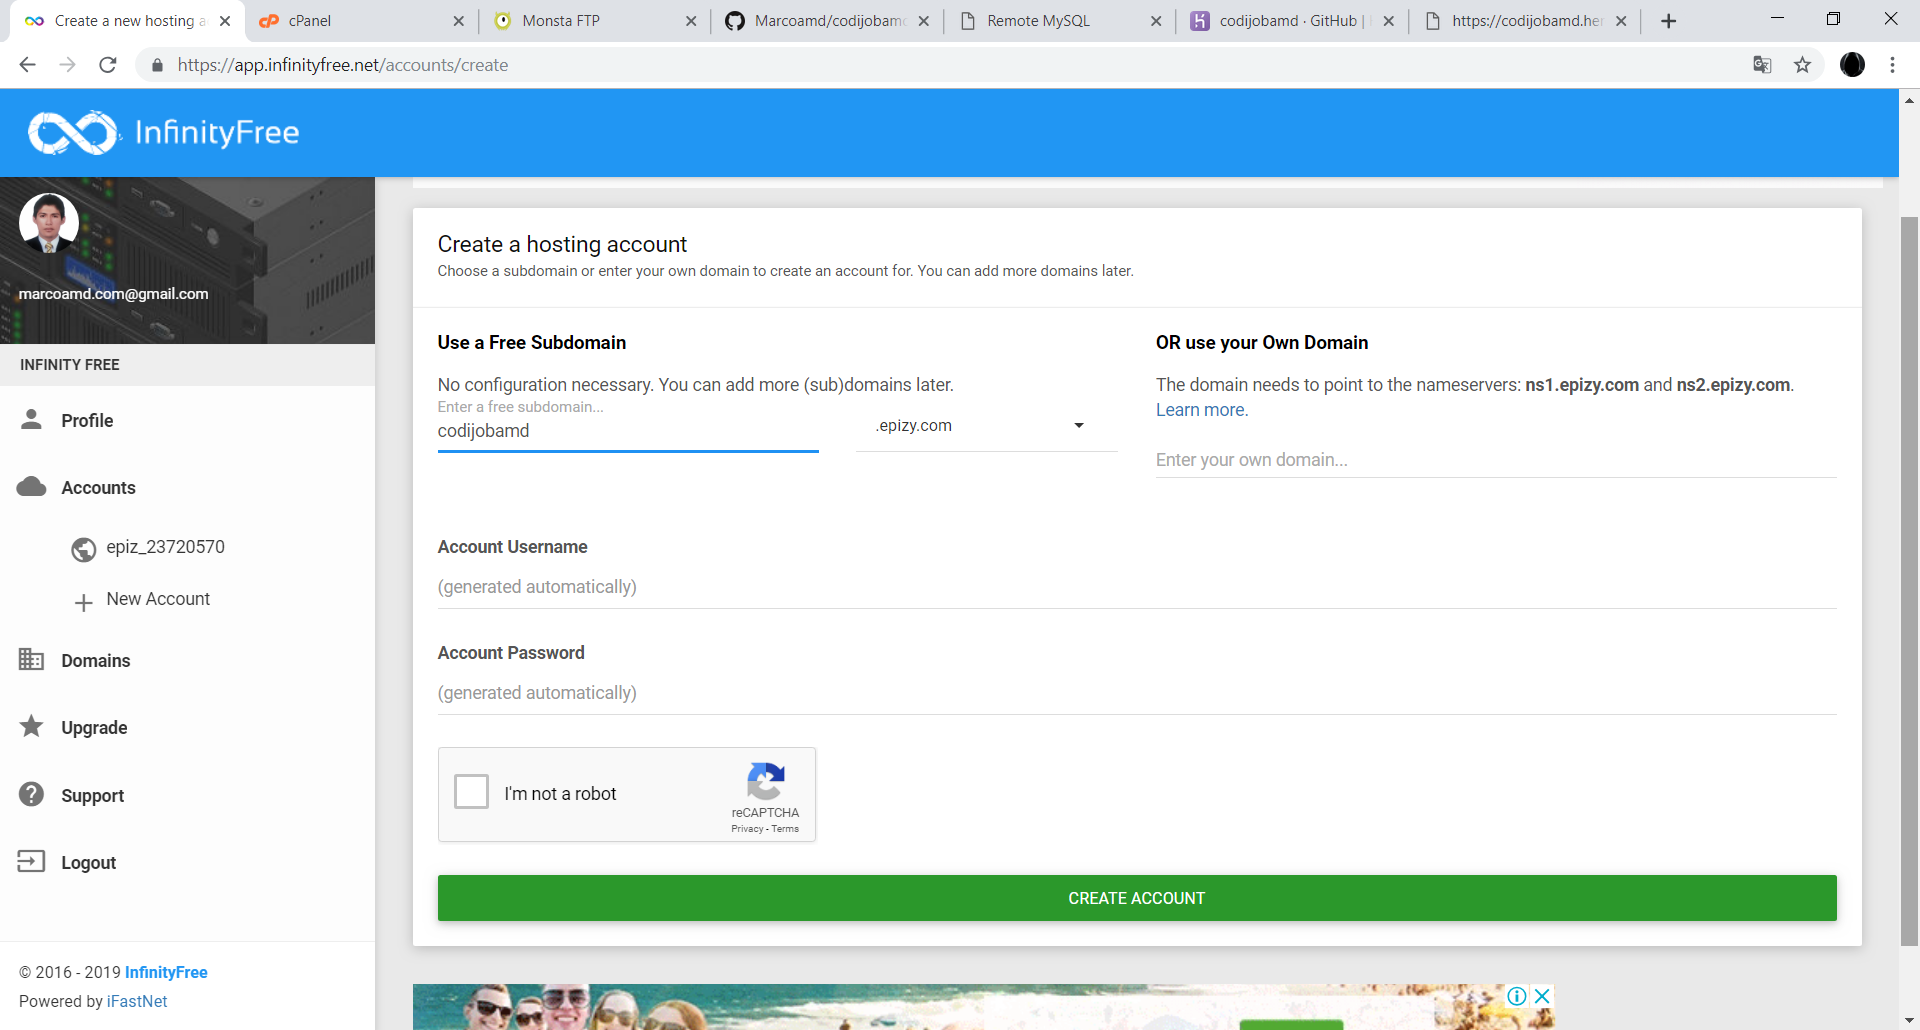 Create a new hosting a
cPanel
Monsta FTP
Marcoamd/codijobamd
Remote MySQL
codijobamd · GitHub |
https://codijobamd.her
https://app.infinityfree.net/accounts/create
InfinityFree
marcoamd.com@gmail.com
INFINITY FREE
Profile
Accounts
epiz_23720570
New Account
Domains
Upgrade
Support
Logout
© 2016 - 2019 InfinityFree
Powered by iFastNet
Create a hosting account
Choose a subdomain or enter your own domain to create an account for. You can add more domains later.
Use a Free Subdomain
No configuration necessary. You can add more (sub)domains later.
Enter a free subdomain...
codijobamd
.epizy.com
OR use your Own Domain
The domain needs to point to the nameservers: ns1.epizy.com and ns2.epizy.com.
Learn more.
Enter your own domain...
Account Username
(generated automatically)
Account Password
(generated automatically)
I'm not a robot
reCAPTCHA
Privacy - Terms
CREATE ACCOUNT